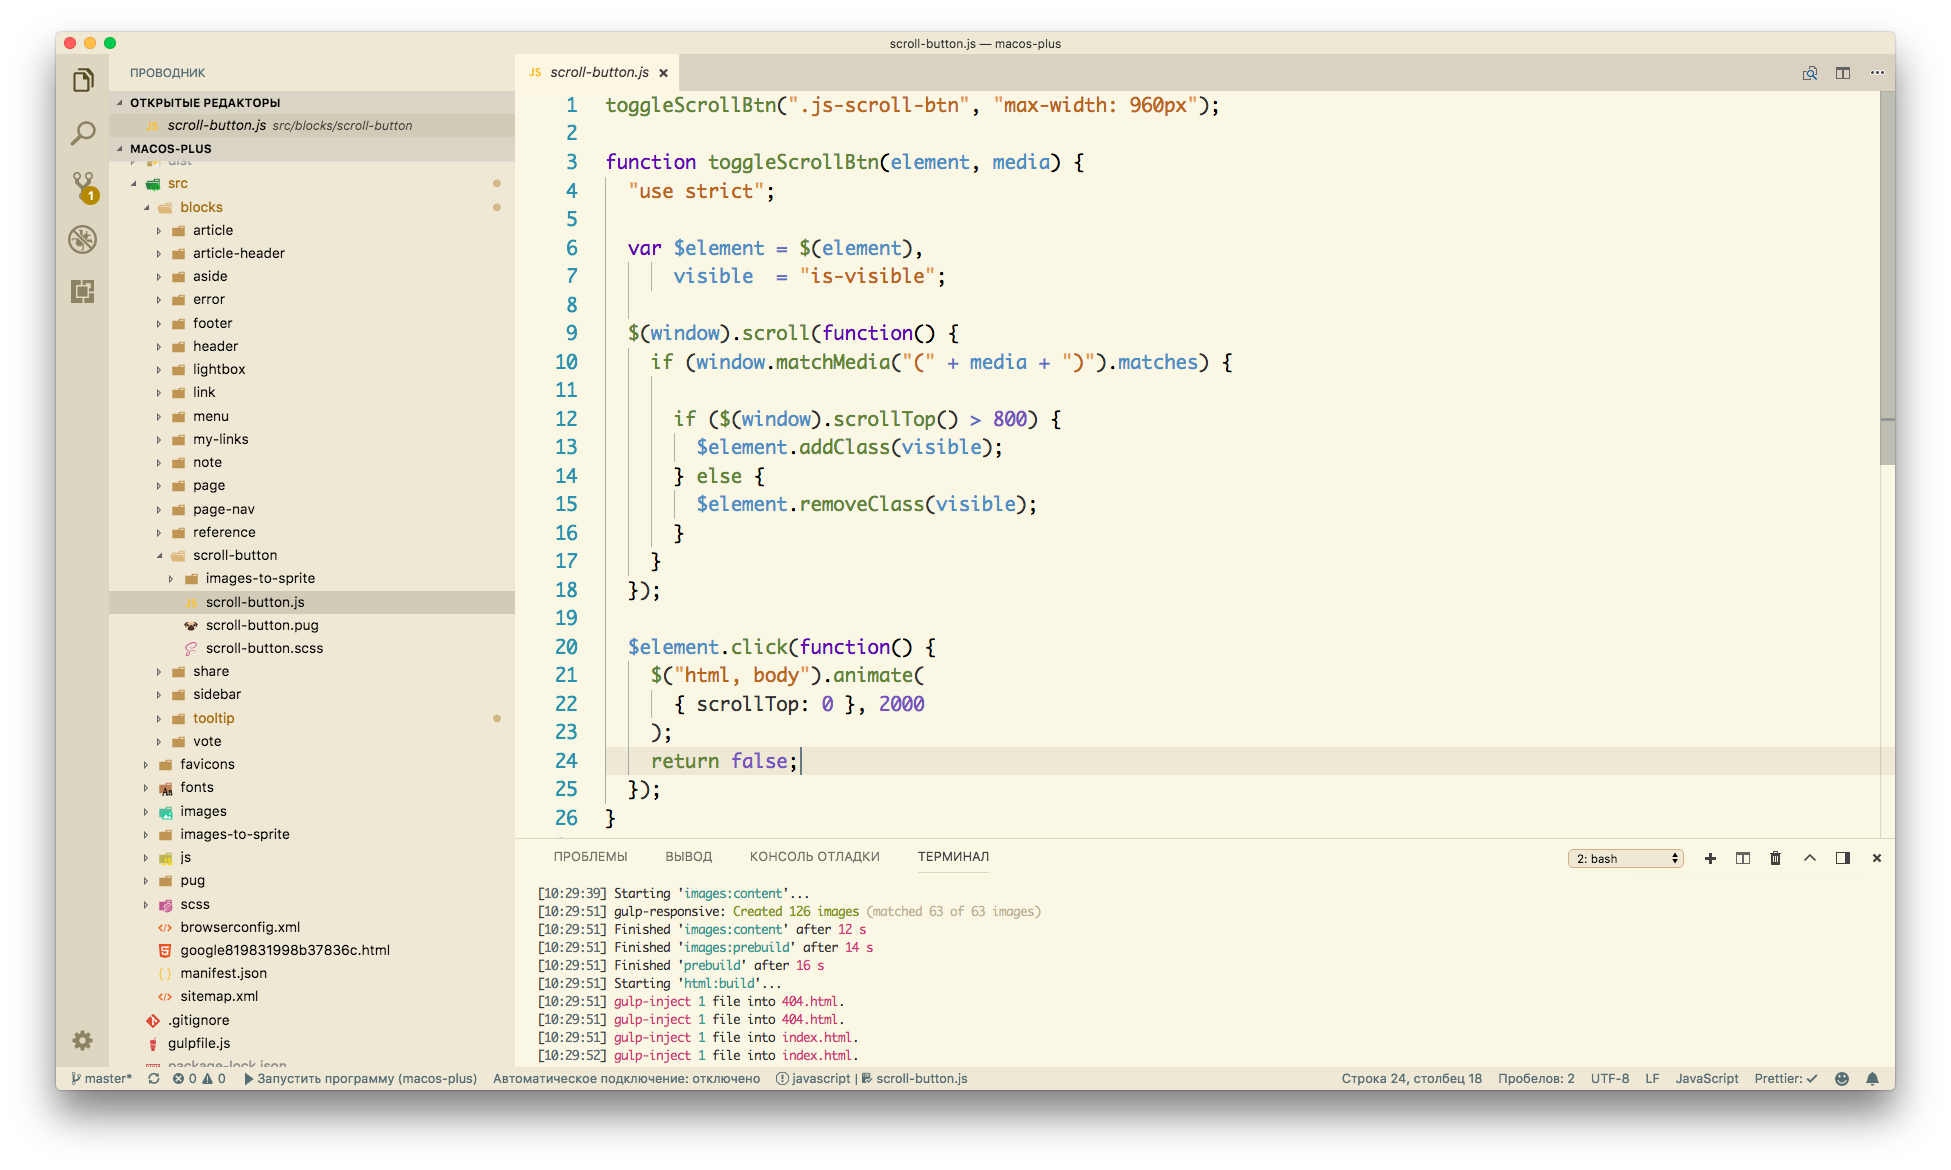 scroll-button.js — macos-plus
ПРОВОДНИК
ОТКРЫТЫЕ РЕДАКТОРЫ
JS scroll-button.js src/blocks/scroll-button
MACOS-PLUS
dist
src
blocks
article
article-header
aside
error
footer
header
lightbox
link
menu
my-links
note
page
page-nav
reference
scroll-button
images-to-sprite
JS scroll-button.js
scroll-button.pug
scroll-button.scss
share
sidebar
tooltip
vote
favicons
fonts
images
images-to-sprite
js
pug
scss
browserconfig.xml
google819831998b37836c.html
manifest.json
sitemap.xml
.gitignore
gulpfile.js
package-lock.json
1
JS scroll-button.js ×
1 toggleScrollBtn(".js-scroll-btn", "max-width: 960px");
2
3 function toggleScrollBtn(element, media) {
4   "use strict";
5
6   var $element = $(element),
7       visible  = "is-visible";
8
9   $(window).scroll(function() {
10     if (window.matchMedia("(" + media + ")").matches) {
11
12       if ($(window).scrollTop() > 800) {
13         $element.addClass(visible);
14       } else {
15         $element.removeClass(visible);
16       }
17     }
18   });
19
20   $element.click(function() {
21     $("html, body").animate(
22       { scrollTop: 0 }, 2000
23     );
24     return false;
25   });
26 }
ПРОБЛЕМЫ ВЫВОД КОНСОЛЬ ОТЛАДКИ ТЕРМИНАЛ 2: bash
[10:29:39] Starting 'images:content'...
[10:29:51] gulp-responsive: Created 126 images (matched 63 of 63 images)
[10:29:51] Finished 'images:content' after 12 s
[10:29:51] Finished 'images:prebuild' after 14 s
[10:29:51] Finished 'prebuild' after 16 s
[10:29:51] Starting 'html:build'...
[10:29:51] gulp-inject 1 file into 404.html.
[10:29:51] gulp-inject 1 file into 404.html.
[10:29:51] gulp-inject 1 file into index.html.
[10:29:52] gulp-inject 1 file into index.html.
master* 0 0 Запустить программу (macos-plus) Автоматическое подключение: отключено javascript | scroll-button.js Строка 24, столбец 18 Пробелов: 2 UTF-8 LF JavaScript Prettier: ✓